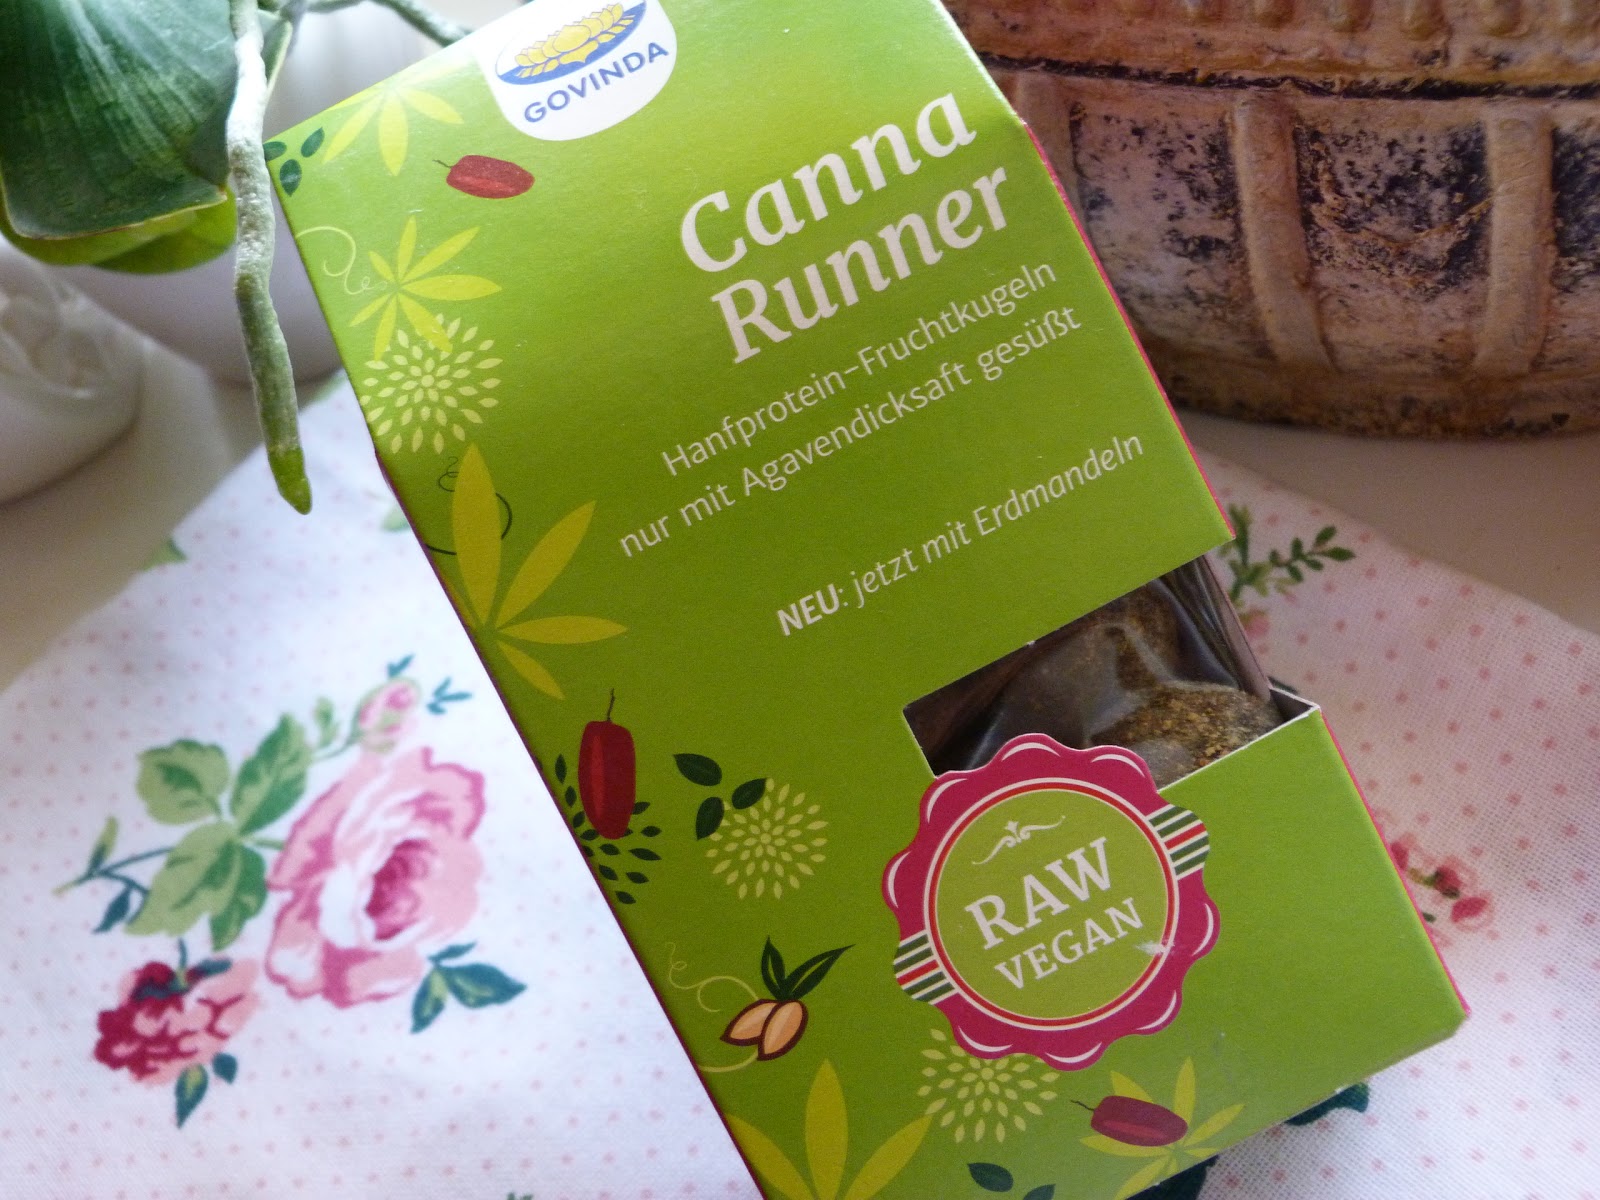 GOVINDA
Canna
Runner
Hanfprotein-Fruchtkugeln
nur mit Agavendicksaft gesüßt
NEU: jetzt mit Erdmandeln
RAW
VEGAN